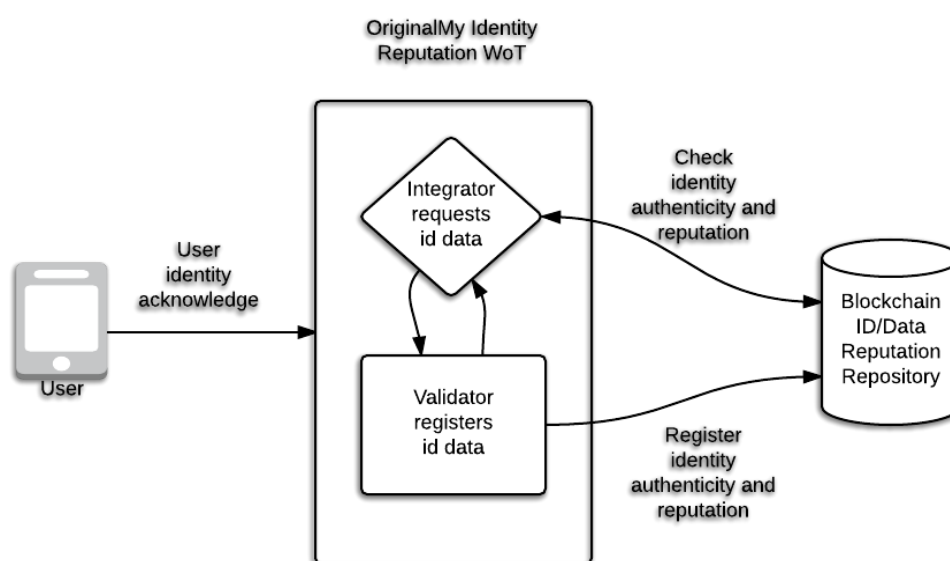 OriginalMy Identity
Reputation WoT
Integrator
requests
id data
Check
identity
authenticity and
reputation
User
identity
acknowledge
User
Blockchain
ID/Data
Reputation
Repository
Validator
registers
id data
Register
identity
authenticity and
reputation